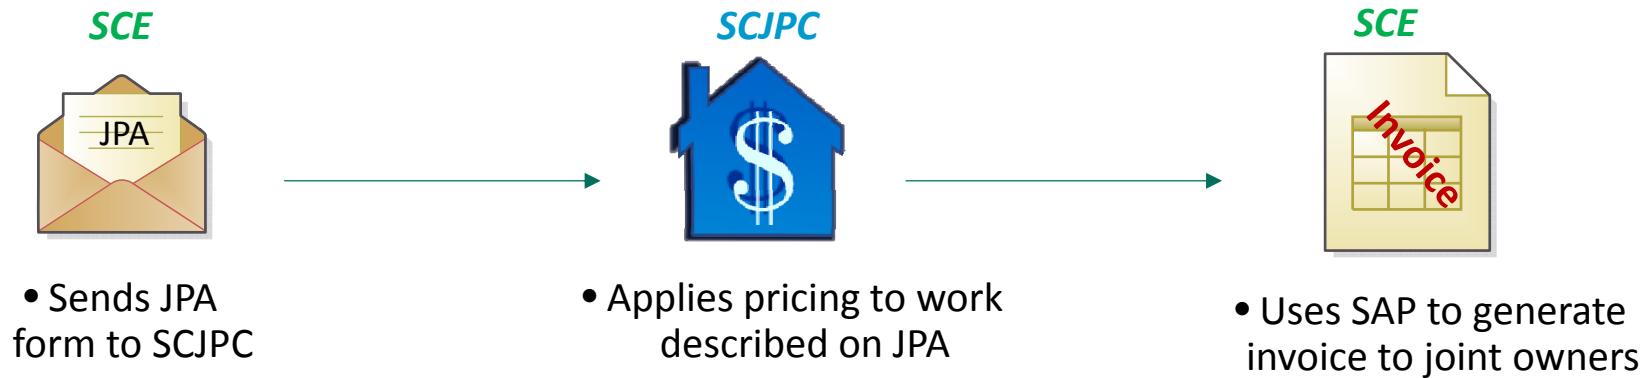 SCE
JPA
• Sends JPA
form to SCJPC
SCJPC
$
• Applies pricing to work
described on JPA
SCE
Invoice
• Uses SAP to generate
invoice to joint owners